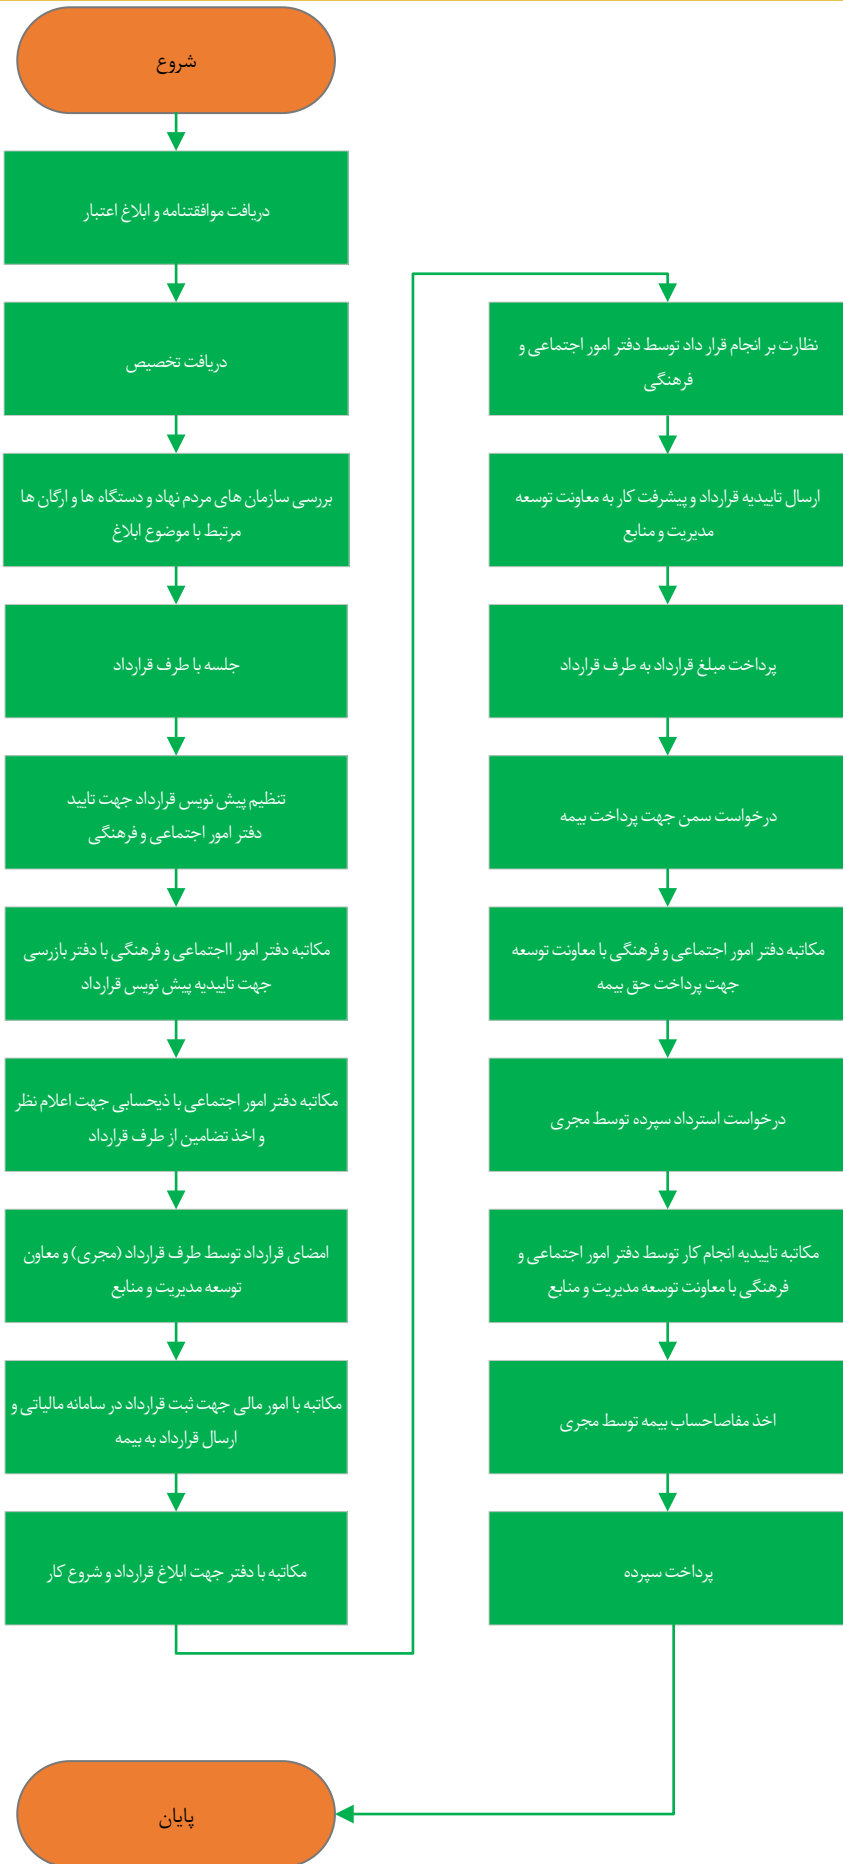 شروع
دریافت موافقتنامه و ابلاغ اعتبار
دریافت تخصیص
بررسی سازمان های مردم نهاد و دستگاه ها و ارگان ها
مرتبط با موضوع ابلاغ
جلسه با طرف قرارداد
تنظیم پیش نویس قرارداد جهت تایید
دفتر امور اجتماعی و فرهنگی
مکاتبه دفتر امور ااجتماعی و فرهنگی با دفتر بازرسی
جهت تاییدیه پیش نویس قرارداد
مکاتبه دفتر امور اجتماعی با ذیحسابی جهت اعلام نظر
و اخذ تضامین از طرف قرارداد
امضای قرارداد توسط طرف قرارداد (مجری) و معاون
توسعه مدیریت و منابع
مکاتبه با امور مالی جهت ثبت قرارداد در سامانه مالیاتی و
ارسال قرارداد به بیمه
مکاتبه با دفتر جهت ابلاغ قرارداد و شروع کار
نظارت بر انجام قرار داد توسط دفتر امور اجتماعی و
فرهنگی
ارسال تاییدیه قرارداد و پیشرفت کار به معاونت توسعه
مدیریت و منابع
پرداخت مبلغ قرارداد به طرف قرارداد
درخواست سمن جهت پرداخت بیمه
مکاتبه دفتر امور اجتماعی و فرهنگی با معاونت توسعه
جهت پرداخت حق بیمه
درخواست استرداد سپرده توسط مجری
مکاتبه تاییدیه انجام کار توسط دفتر امور اجتماعی و
فرهنگی با معاونت توسعه مدیریت و منابع
اخذ مفاصاحساب بیمه توسط مجری
پرداخت سپرده
پایان